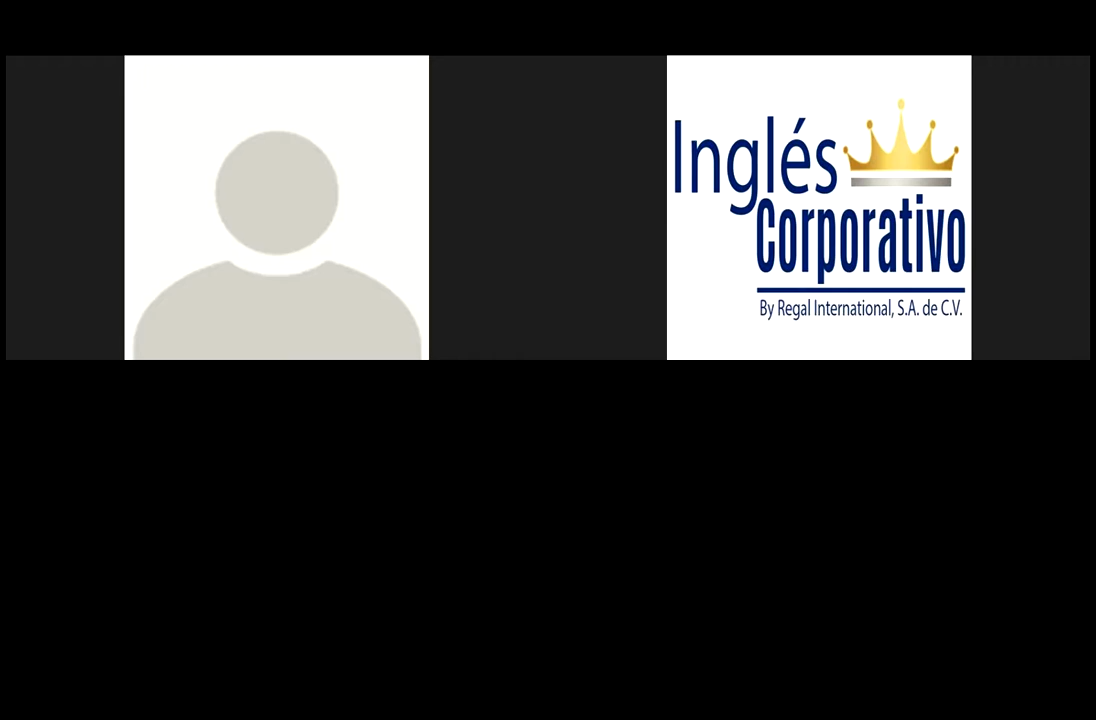 Inglés
Corporativo
By Regal International, S.A. de C.V.